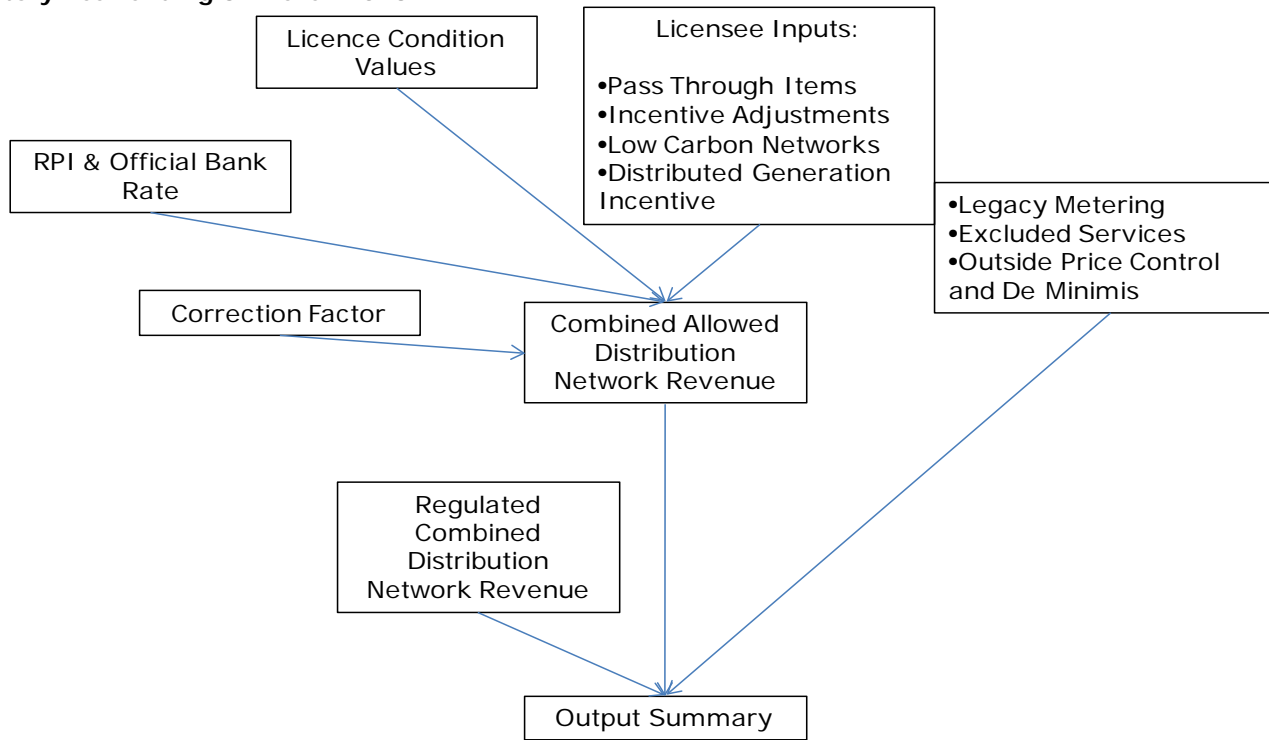 Licence Condition
Values
Licensee Inputs:
•Pass Through Items
•Incentive Adjustments
•Low Carbon Networks
•Distributed Generation
Incentive
RPI & Official Bank
Rate
•Legacy Metering
•Excluded Services
•Outside Price Control
and De Minimis
Correction Factor
Combined Allowed
Distribution
Network Revenue
Regulated
Combined
Distribution
Network Revenue
Output Summary